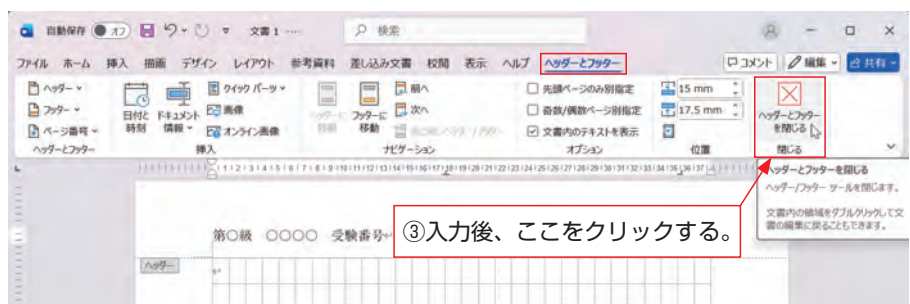 自動保存 オフ 文書 1 検索
ファイル ホーム 挿入 描画 デザイン レイアウト 参考資料 差し込み文書 校閲 表示 ヘルプ ヘッダーとフッター コメント 編集 共有
ヘッダー
フッター
ページ番号
ヘッダーとフッター
日付と
時刻
ドキュメント
情報
クイック パーツ
画像
オンライン画像
挿入
ヘッダーに
移動
フッターに
移動
前へ
次へ
ナビゲーション
先頭ページのみ別指定
奇数/偶数ページ別指定
文書内のテキストを表示
オプション
15 mm
17.5 mm
位置
ヘッダーとフッター
を閉じる
閉じる
ヘッダーとフッターを閉じる
ヘッダー/フッター ツールを閉じます。
文書内の領域をダブルクリックして文
書の編集に戻ることもできます。
第〇級 〇〇〇〇 受験番号
③入力後、ここをクリックする。
ヘッダー